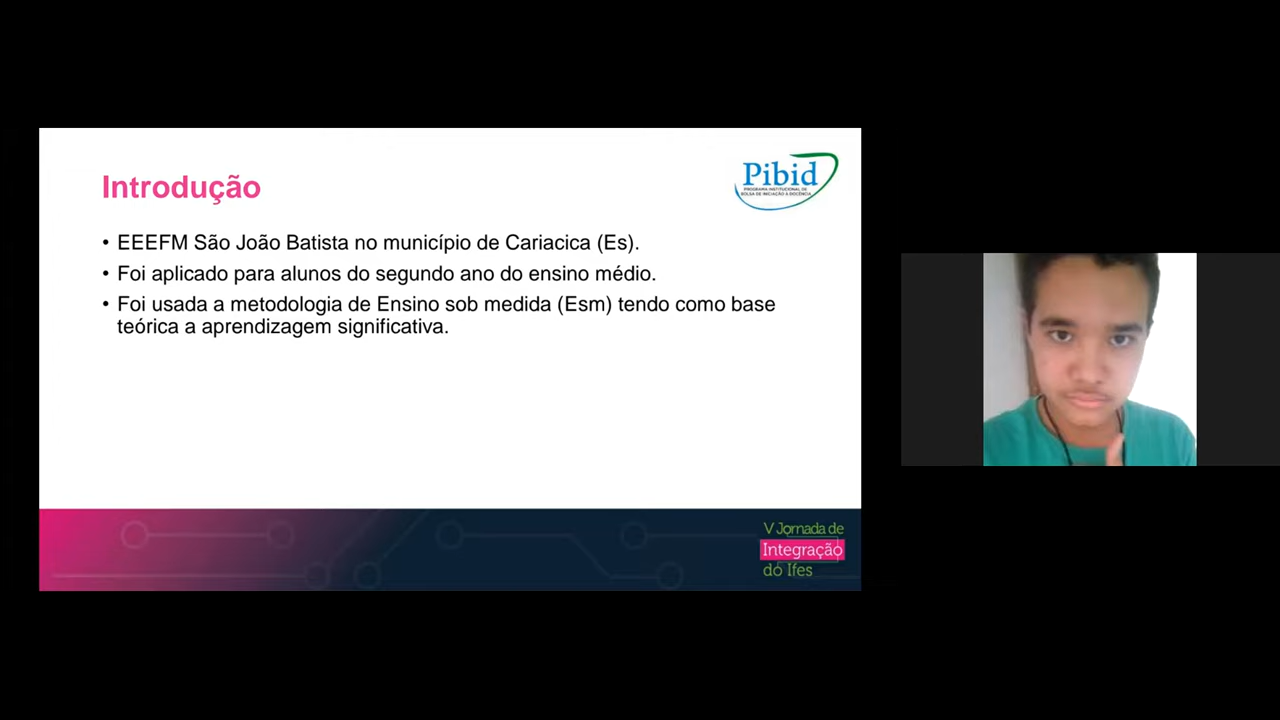 Introdução
Pibid
PROGRAMA INSTITUCIONAL DE
BOLSA DE INICIAÇÃO À DOCÊNCIA
• EEEFM São João Batista no município de Cariacica (Es).
• Foi aplicado para alunos do segundo ano do ensino médio.
• Foi usada a metodologia de Ensino sob medida (Esm) tendo como base
teórica a aprendizagem significativa.
V Jornada de
Integração
do Ifes